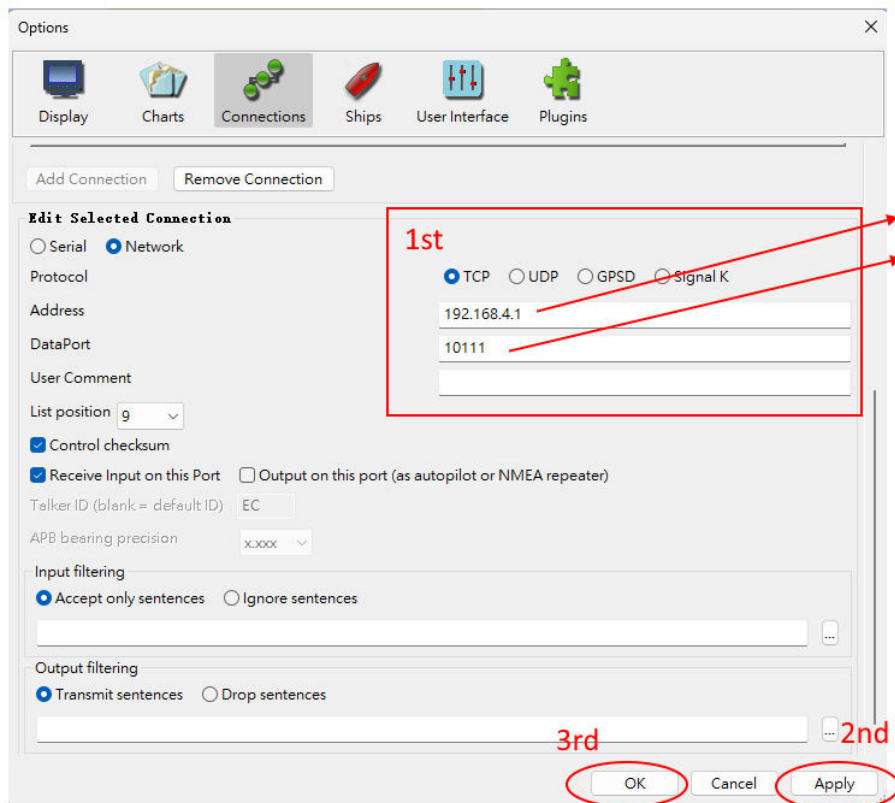 Options
Display Charts Connections Ships User Interface Plugins
Add Connection Remove Connection
Edit Selected Connection
1st
Serial Network
Protocol TCP UDP GPSD Signal K
Address 192.168.4.1
DataPort 10111
User Comment
List position 9
Control checksum
Receive Input on this Port Output on this port (as autopilot or NMEA repeater)
Talker ID (blank = default ID) EC
APB bearing precision x.xxx
Input filtering
Accept only sentences Ignore sentences
...
Output filtering
Transmit sentences Drop sentences
...
3rd 2nd
OK Cancel Apply